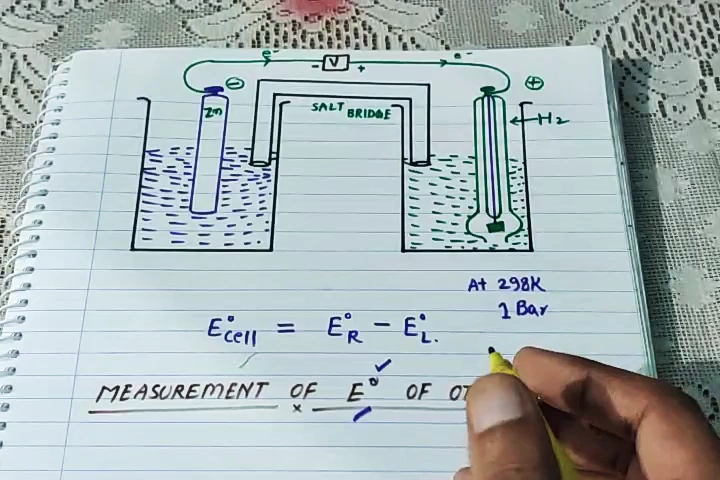 e⁻ - V + e⁻
⊖ ⊕
Zn SALT BRIDGE H₂
At 298K
1 Bar
E°cell = E°R - E°L.
MEASUREMENT OF E° OF